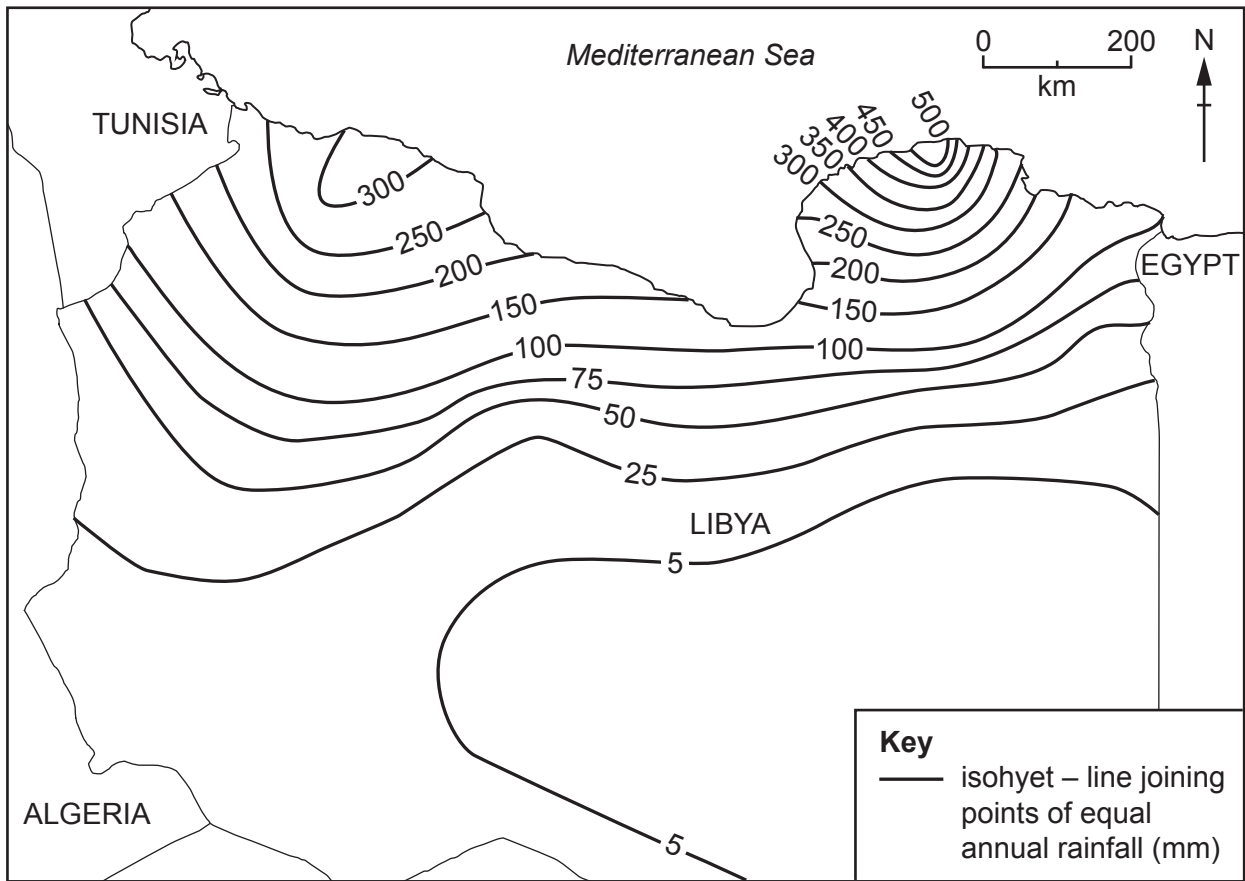 Mediterranean Sea
0 200
km
N
TUNISIA
500
450
400
350
300
300
250
250
200
200
EGYPT
150
150
100
100
75
50
25
LIBYA
5
Key
isohyet – line joining
points of equal
annual rainfall (mm)
ALGERIA
5